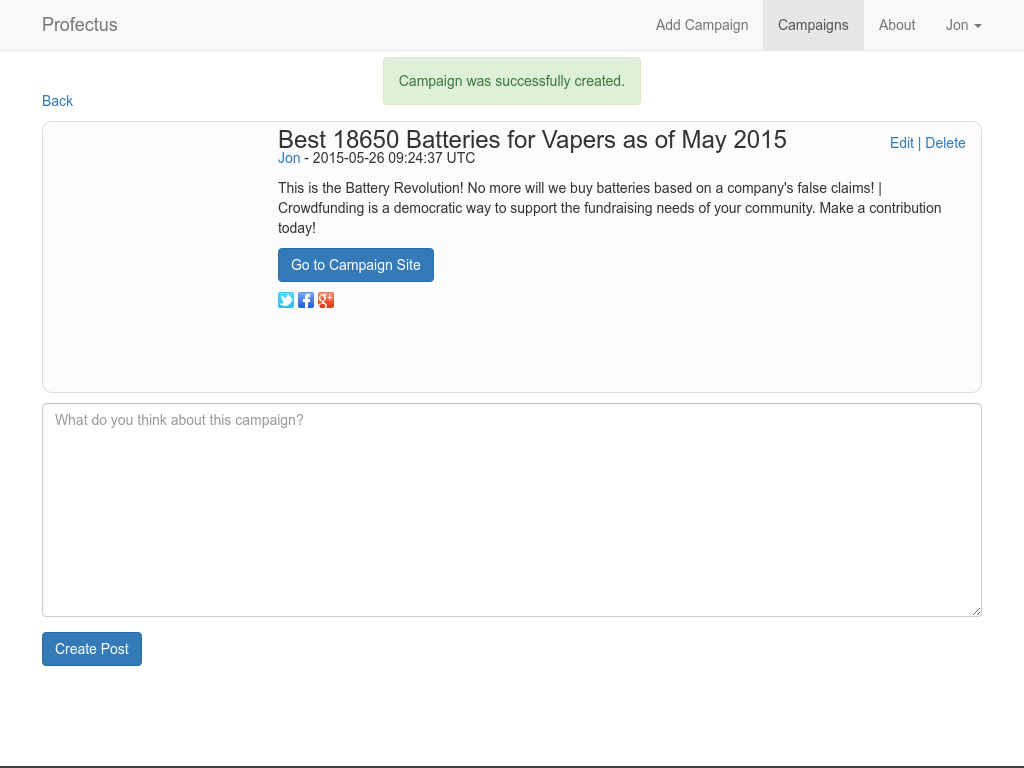 Profectus
Add Campaign
Campaigns
About
Jon
Campaign was successfully created.
Back
Best 18650 Batteries for Vapers as of May 2015
Edit | Delete
Jon - 2015-05-26 09:24:37 UTC
This is the Battery Revolution! No more will we buy batteries based on a company's false claims! |
Crowdfunding is a democratic way to support the fundraising needs of your community. Make a contribution
today!
Go to Campaign Site
What do you think about this campaign?
Create Post